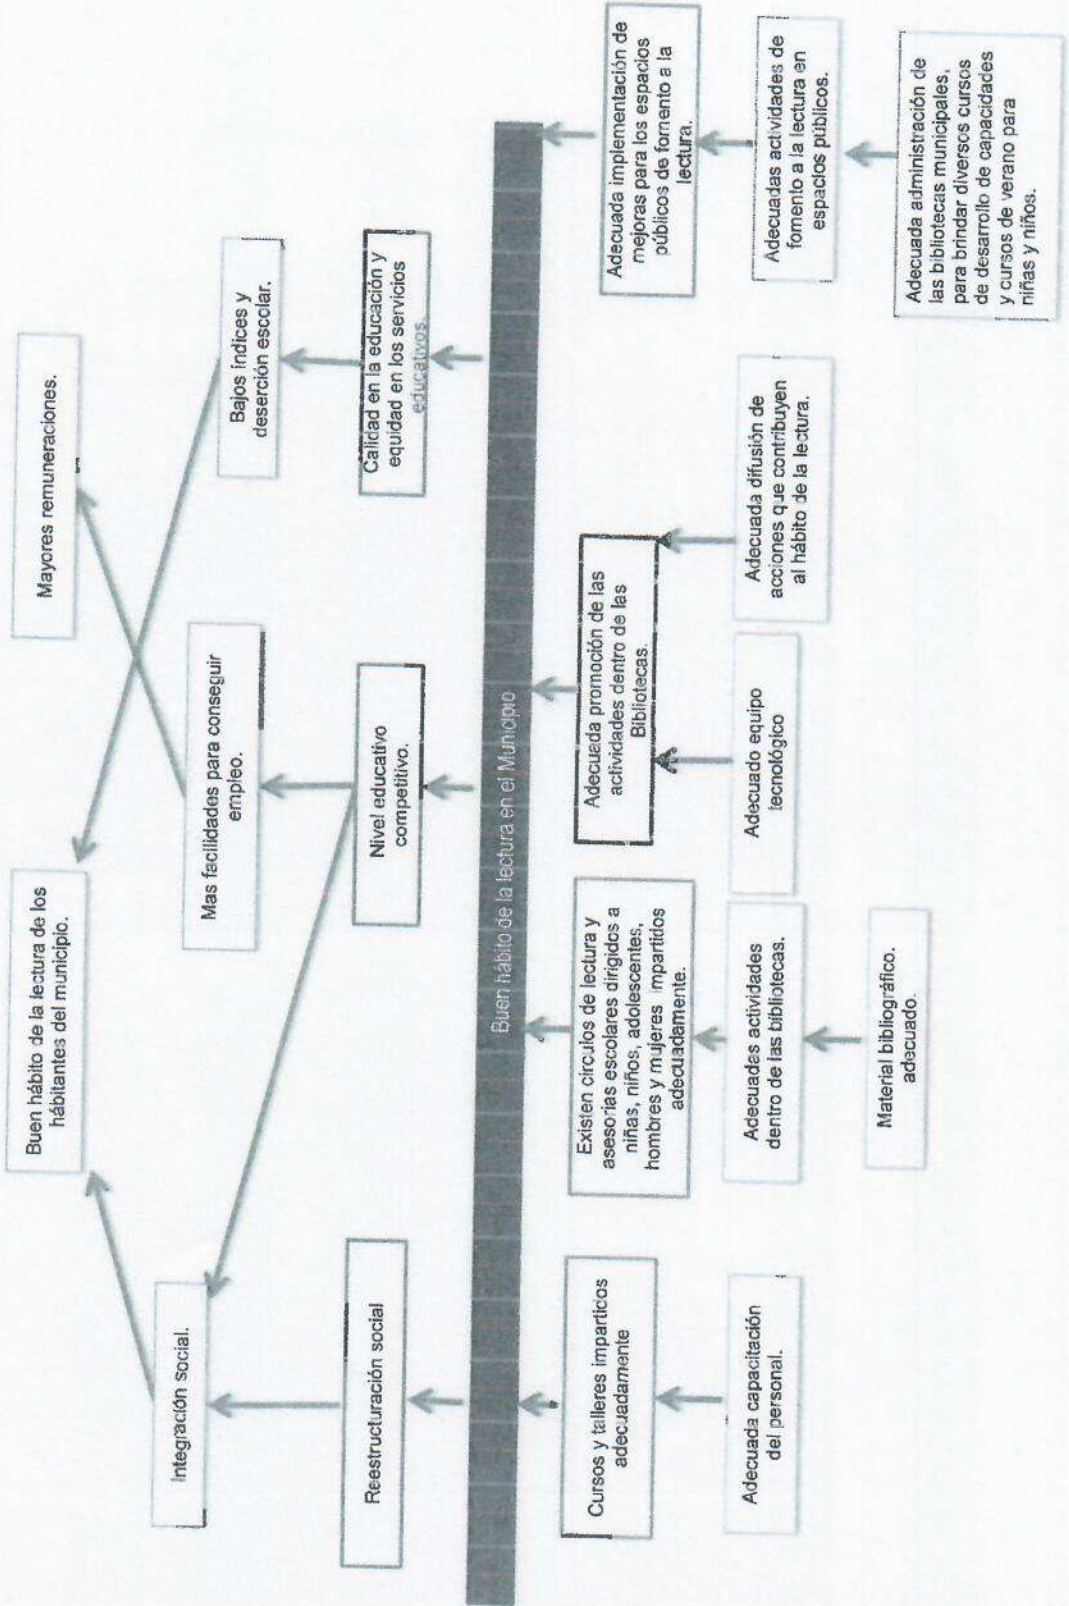 Buen hábito de la lectura de los
hábitantes del municipio.
Mayores remuneraciones.
Integración social.
Mas facilidades para conseguir
empleo.
Bajos índices y
deserción escolar.
Reestructuración social
Nivel educativo
competitivo.
Calidad en la educación y
equidad en los servicios
educativos.
Buen hábito de la lectura en el Municipio
Cursos y talleres impartidos
adecuadamente
Existen circulos de lectura y
asesorías escolares dirigidos a
niñas, niños, adolescentes,
hombres y mujeres impartidos
adecuadamente.
Adecuada promoción de las
actividades dentro de las
Bibliotecas.
Adecuada implementación de
mejoras para los espacios
públicos de fomento a la
lectura.
Adecuada capacitación
del personal.
Adecuadas actividades
dentro de las bibliotecas.
Adecuado equipo
tecnológico
Adecuada difusión de
acciones que contribuyen
al hábito de la lectura.
Adecuadas actividades de
fomento a la lectura en
espacios públicos.
Material bibliográfico.
adecuado.
Adecuada administración de
las bibliotecas municipales,
para brindar diversos cursos
de desarrollo de capacidades
y cursos de verano para
niñas y niños.